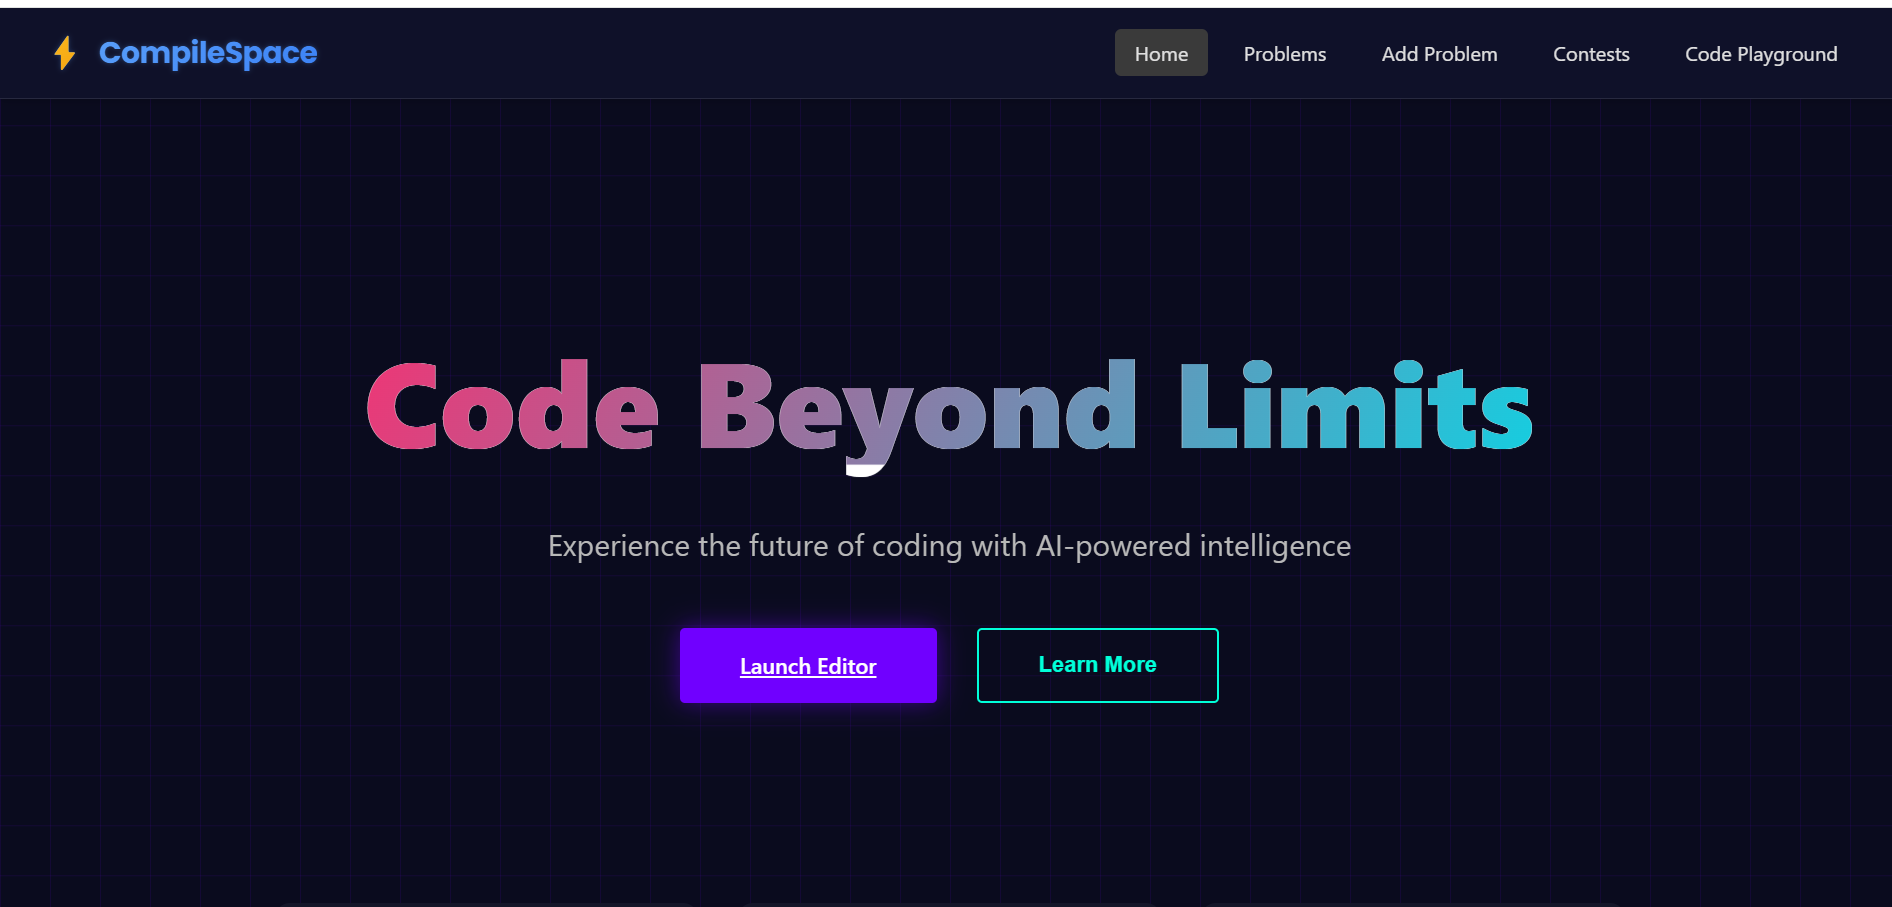 CompileSpace
Home Problems Add Problem Contests Code Playground
Code Beyond Limits
Experience the future of coding with AI-powered intelligence
Launch Editor Learn More